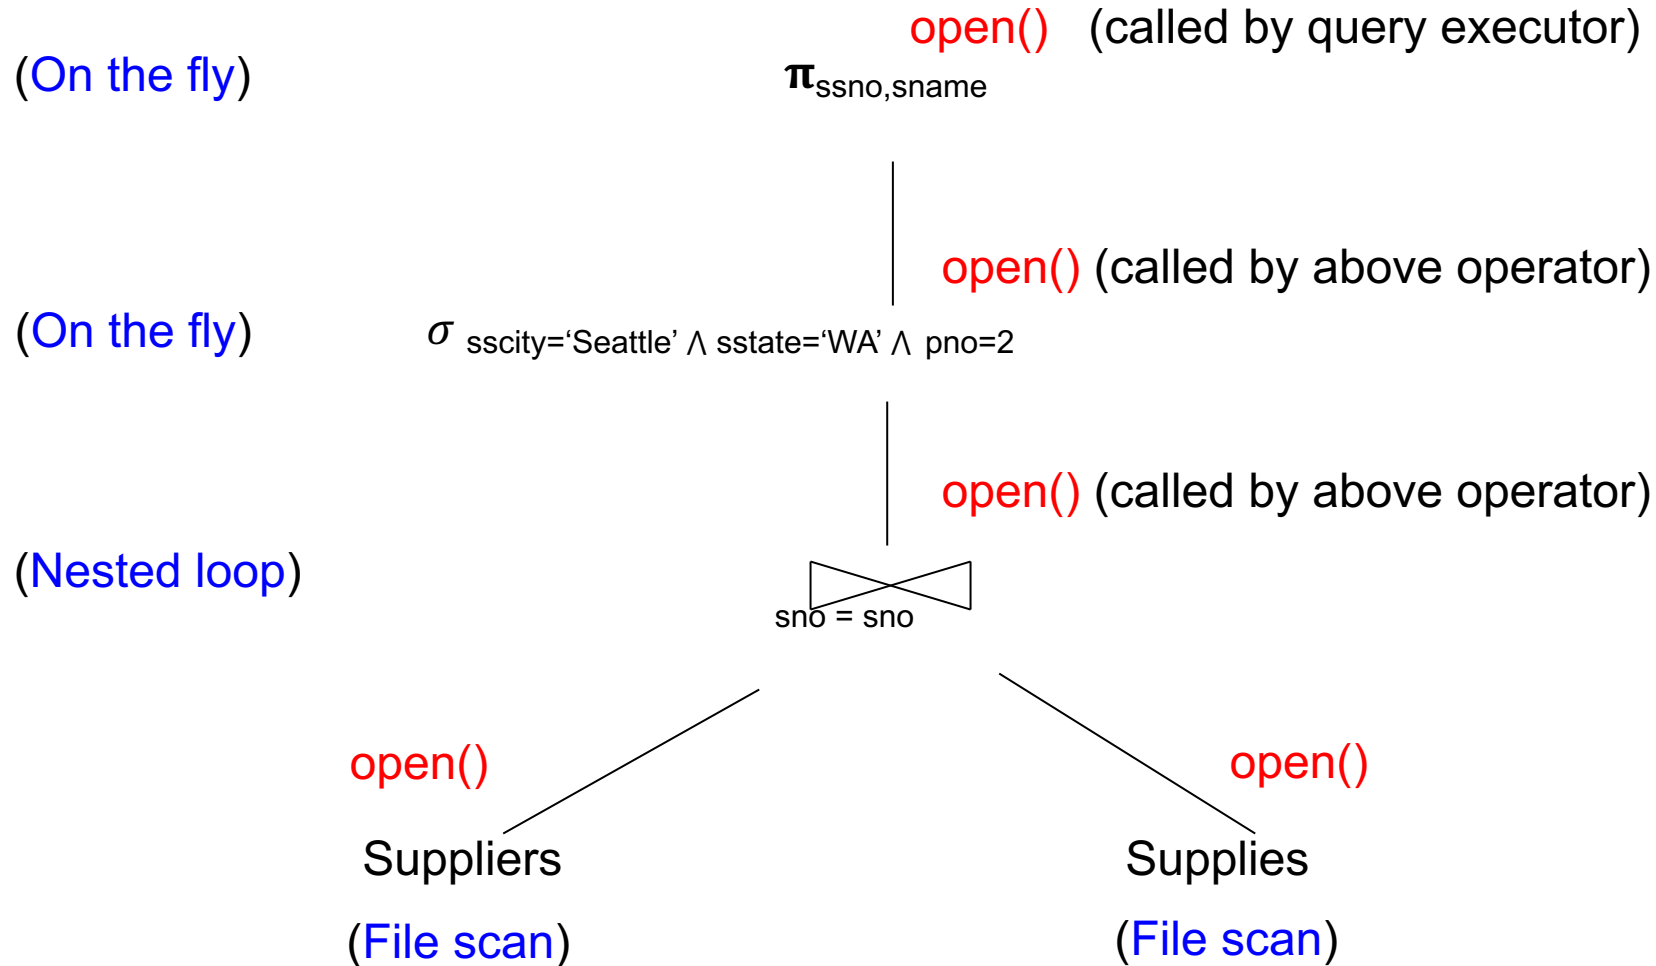 open() (called by query executor)
(On the fly) πssno,sname
open() (called by above operator)
(On the fly) σ sscity=‘Seattle’ ⋀ sstate=‘WA’ ⋀ pno=2
open() (called by above operator)
(Nested loop)
sno = sno
open() open()
Suppliers Supplies
(File scan) (File scan)